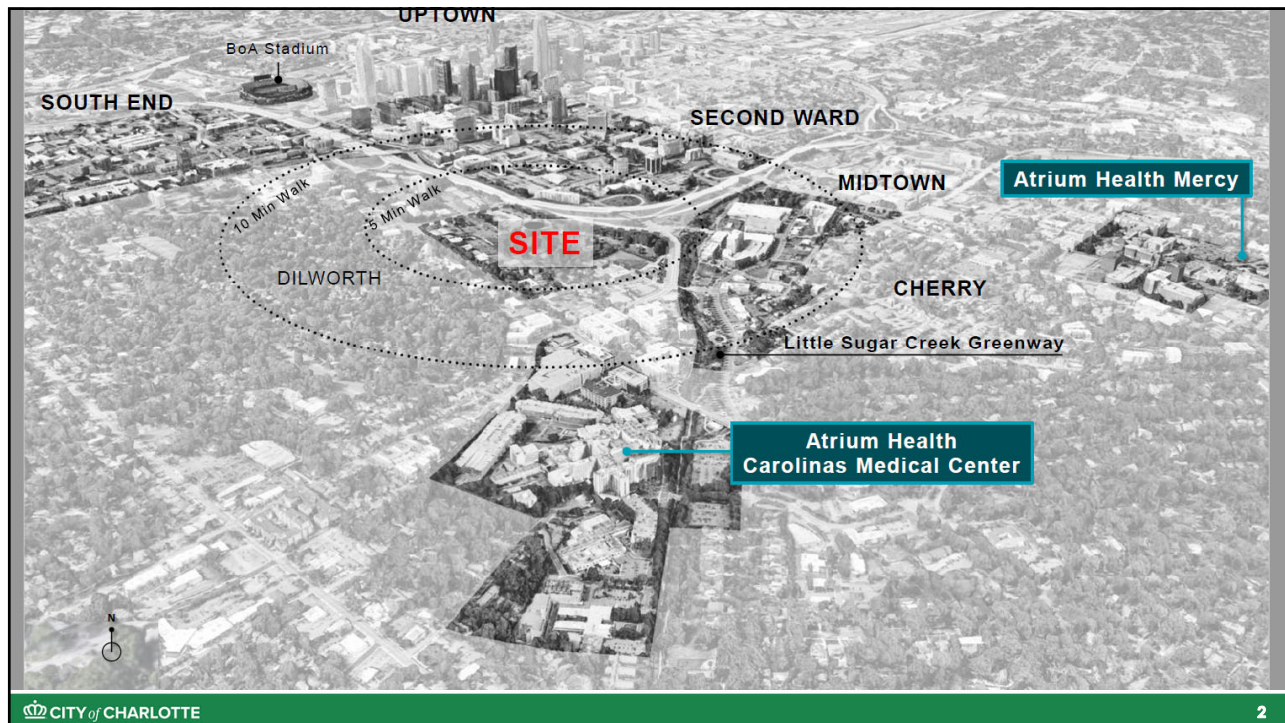 UPTOWN
BoA Stadium
SOUTH END
SECOND WARD
MIDTOWN
Atrium Health Mercy
10 Min Walk
5 Min Walk
SITE
DILWORTH
CHERRY
Little Sugar Creek Greenway
Atrium Health
Carolinas Medical Center
N
CITY of CHARLOTTE
2